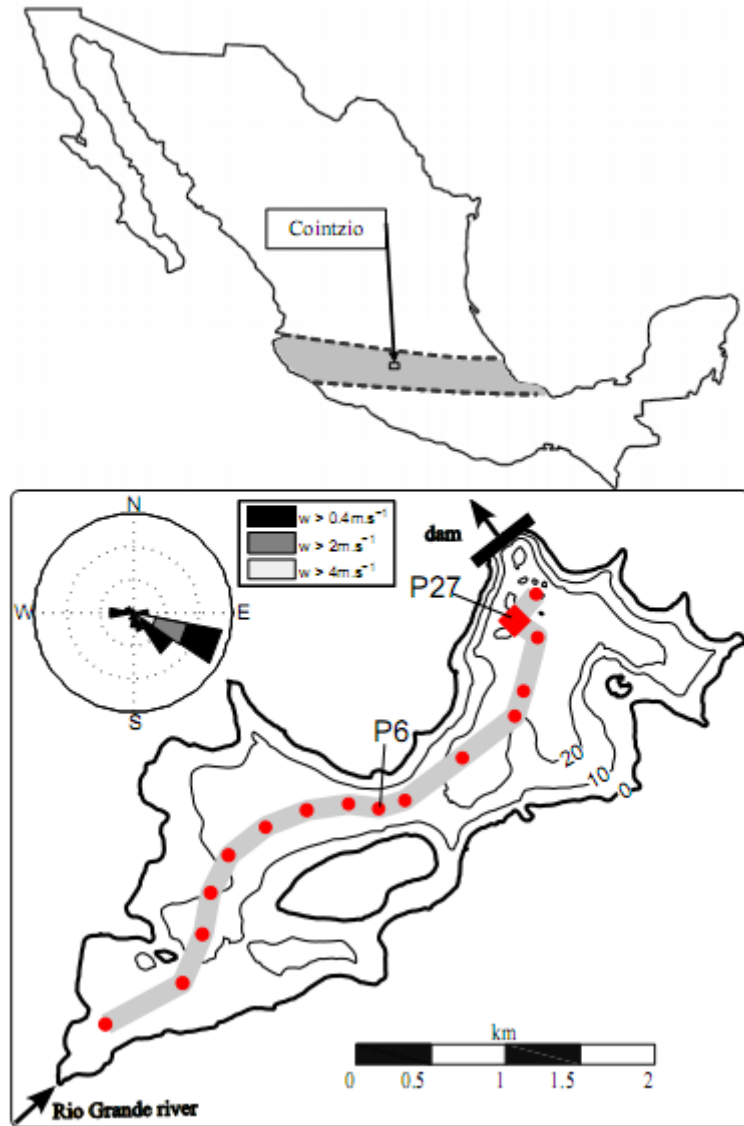 Cointzio
N
W
E
S
w > 0.4m.s⁻¹
w > 2m.s⁻¹
w > 4m.s⁻¹
dam
P27
P6
20
10
0
km
0 0.5 1 1.5 2
Rio Grande river